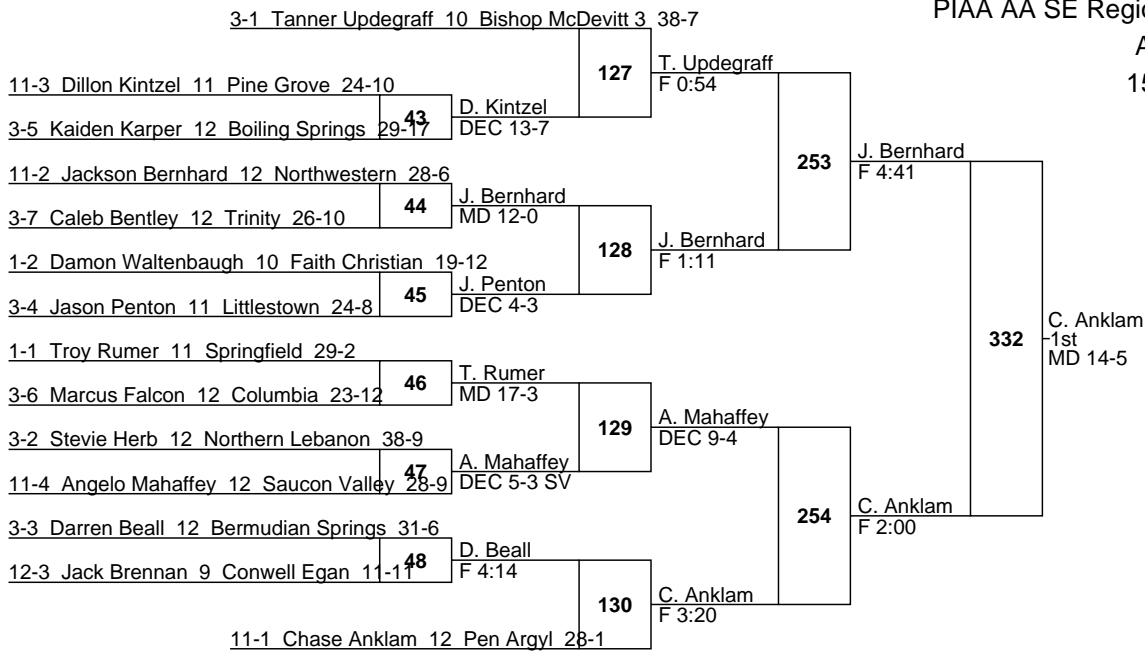 3-1 Tanner Updegraff 10 Bishop McDevitt 3 38-7
PIAA AA SE Regio
A
15
127
T. Updegraff
F 0:54
11-3 Dillon Kintzel 11 Pine Grove 24-10
43
D. Kintzel
DEC 13-7
3-5 Kaiden Karper 12 Boiling Springs 29-17
253
J. Bernhard
F 4:41
11-2 Jackson Bernhard 12 Northwestern 28-6
44
J. Bernhard
MD 12-0
3-7 Caleb Bentley 12 Trinity 26-10
128
J. Bernhard
F 1:11
1-2 Damon Waltenbaugh 10 Faith Christian 19-12
45
J. Penton
DEC 4-3
3-4 Jason Penton 11 Littlestown 24-8
332
C. Anklam
1st
MD 14-5
1-1 Troy Rumer 11 Springfield 29-2
46
T. Rumer
MD 17-3
3-6 Marcus Falcon 12 Columbia 23-12
129
A. Mahaffey
DEC 9-4
3-2 Stevie Herb 12 Northern Lebanon 38-9
47
A. Mahaffey
DEC 5-3 SV
11-4 Angelo Mahaffey 12 Saucon Valley 28-9
254
C. Anklam
F 2:00
3-3 Darren Beall 12 Bermudian Springs 31-6
48
D. Beall
F 4:14
12-3 Jack Brennan 9 Conwell Egan 11-11
130
C. Anklam
F 3:20
11-1 Chase Anklam 12 Pen Argyl 28-1